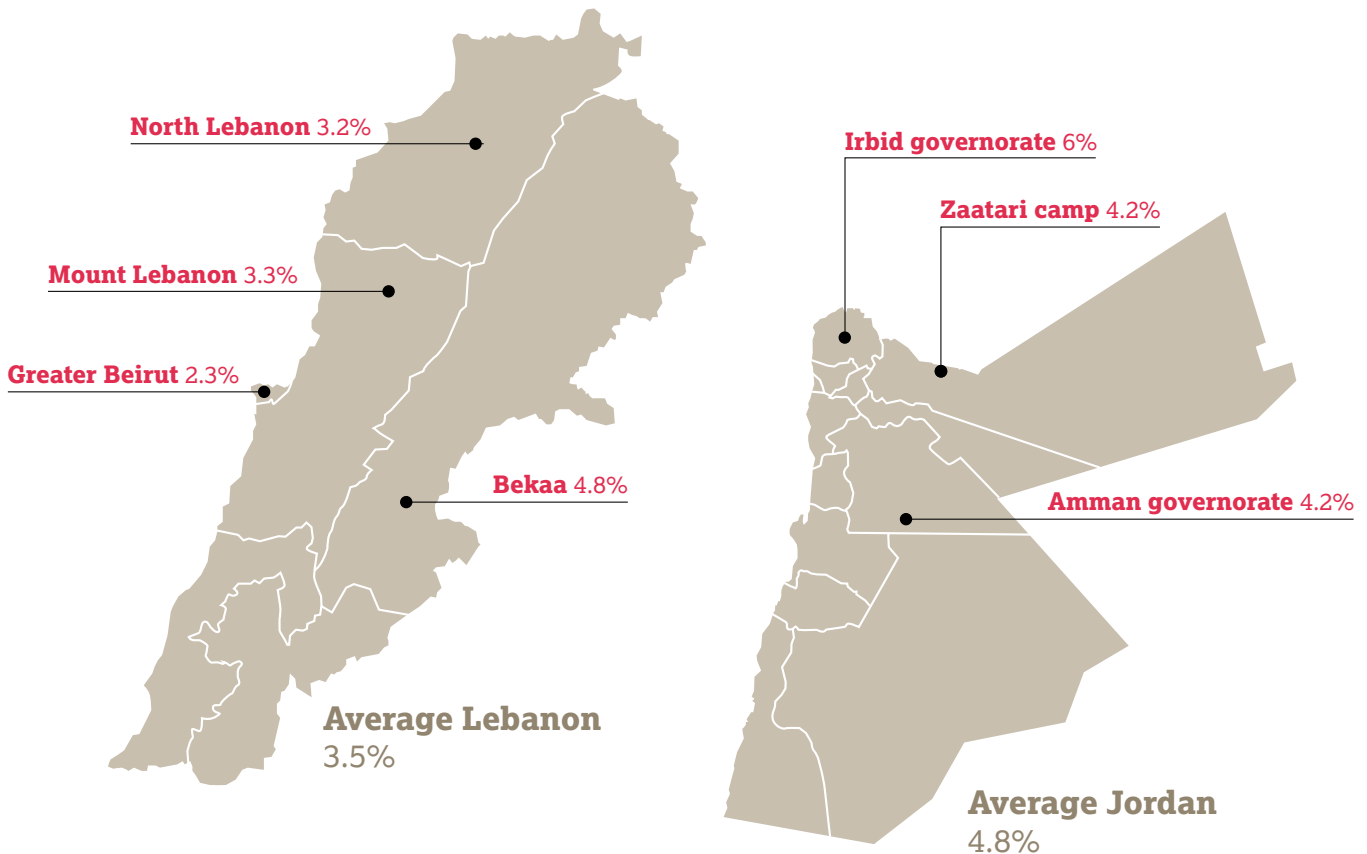 North Lebanon 3.2%
Mount Lebanon 3.3%
Greater Beirut 2.3%
Bekaa 4.8%
Average Lebanon
3.5%
Irbid governorate 6%
Zaatari camp 4.2%
Amman governorate 4.2%
Average Jordan
4.8%